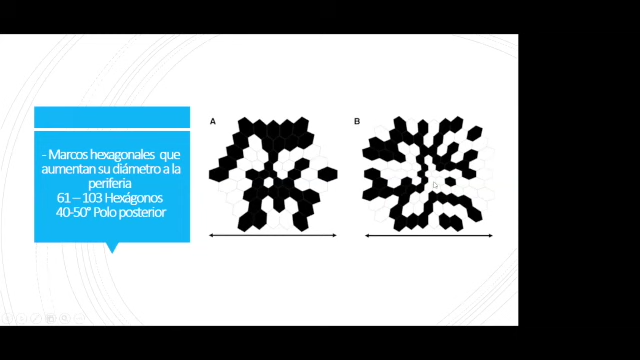 - Marcos hexagonales que
aumentan su diámetro a la
periferia
61 – 103 Hexágonos
40-50° Polo posterior
A
B